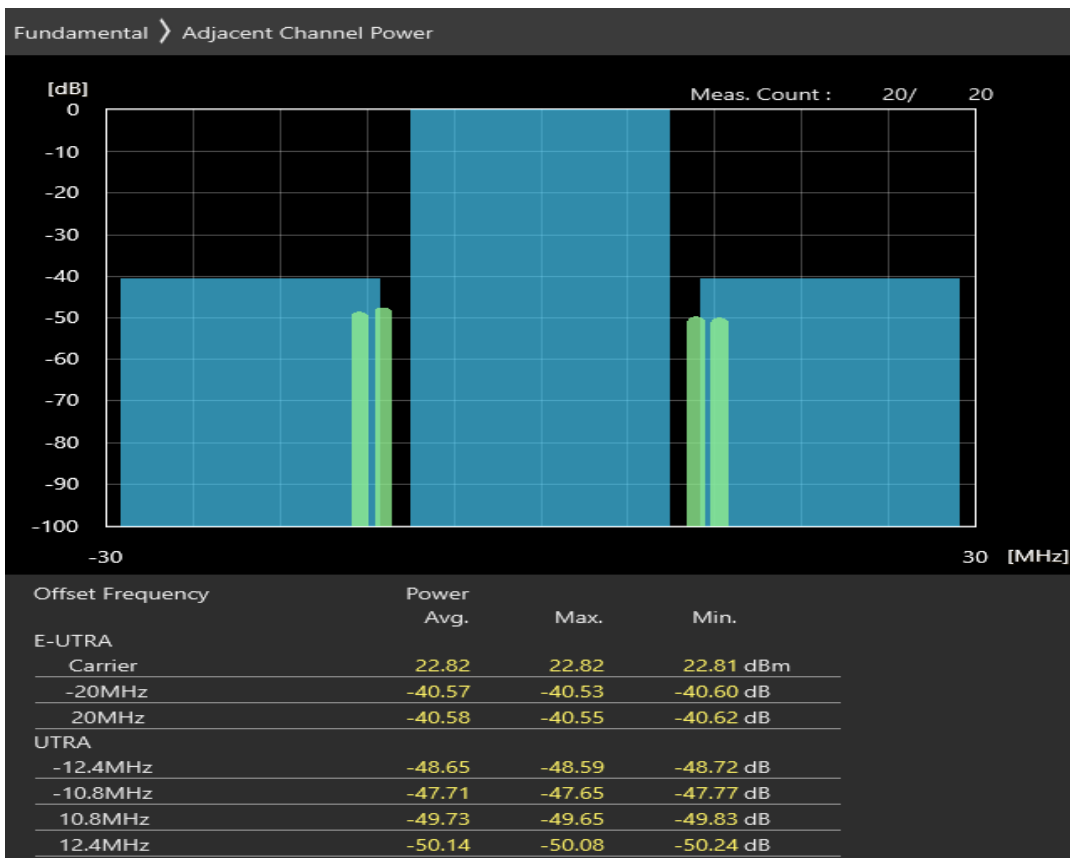 Fundamental 〉 Adjacent Channel Power
[dB]
Meas. Count : 20/ 20
0
-10
-20
-30
-40
-50
-60
-70
-80
-90
-100
-30 30 [MHz]
Offset Frequency Power
Avg. Max. Min.
E-UTRA
Carrier 22.82 22.82 22.81 dBm
-20MHz -40.57 -40.53 -40.60 dB
20MHz -40.58 -40.55 -40.62 dB
UTRA
-12.4MHz -48.65 -48.59 -48.72 dB
-10.8MHz -47.71 -47.65 -47.77 dB
10.8MHz -49.73 -49.65 -49.83 dB
12.4MHz -50.14 -50.08 -50.24 dB